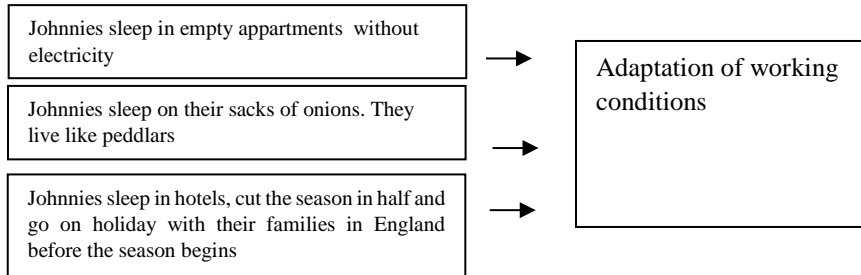 Johnnies sleep in empty appartments without
electricity
Johnnies sleep on their sacks of onions. They
live like peddlars
Johnnies sleep in hotels, cut the season in half and
go on holiday with their families in England
before the season begins
Adaptation of working
conditions